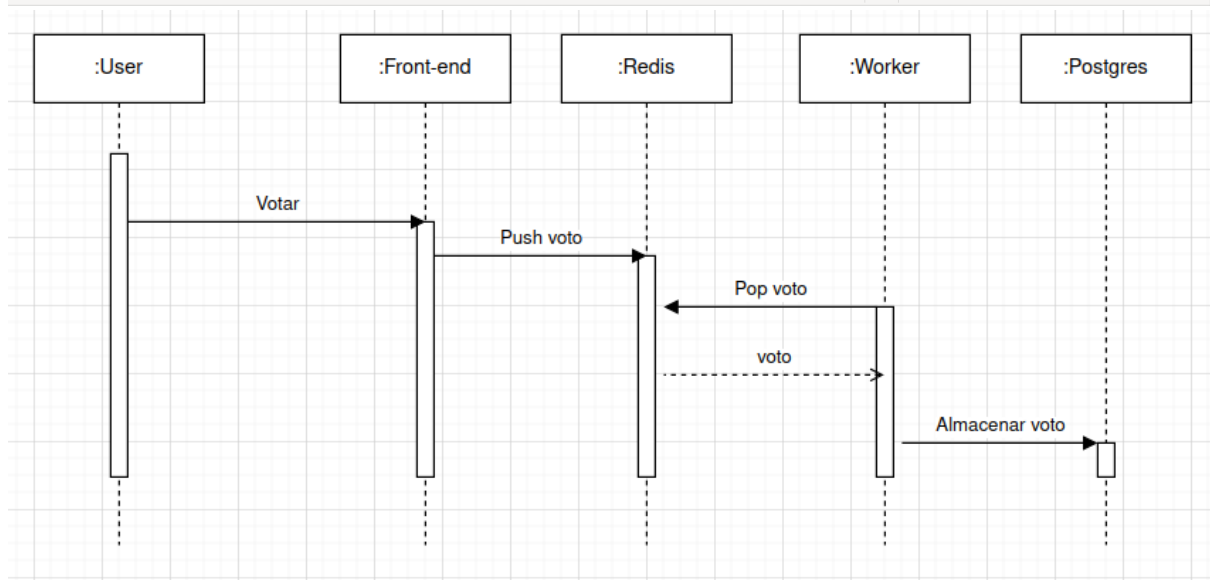 :User
:Front-end
:Redis
:Worker
:Postgres
Votar
Push voto
Pop voto
voto
Almacenar voto